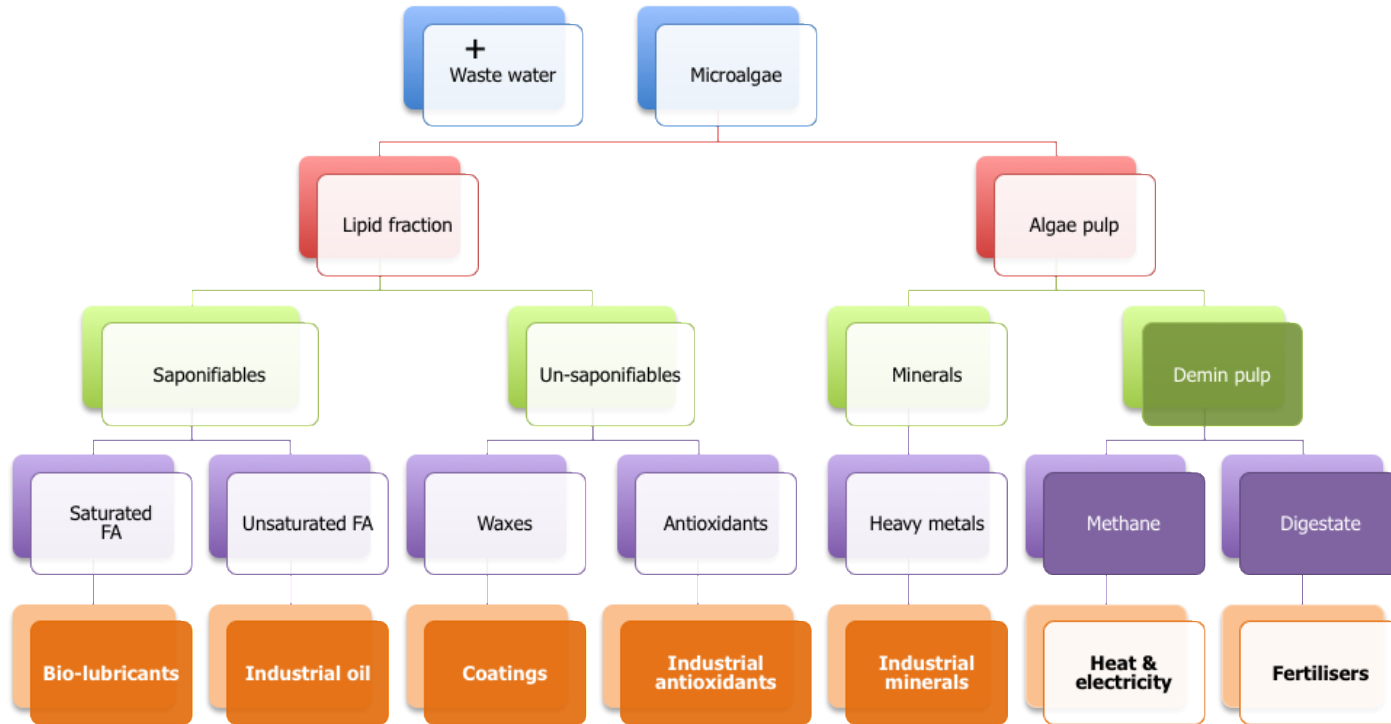 +
Waste water
Microalgae
Lipid fraction
Algae pulp
Saponifiables
Un-saponifiables
Minerals
Demin pulp
Saturated
FA
Unsaturated FA
Waxes
Antioxidants
Heavy metals
Methane
Digestate
Bio-lubricants
Industrial oil
Coatings
Industrial
antioxidants
Industrial
minerals
Heat &
electricity
Fertilisers